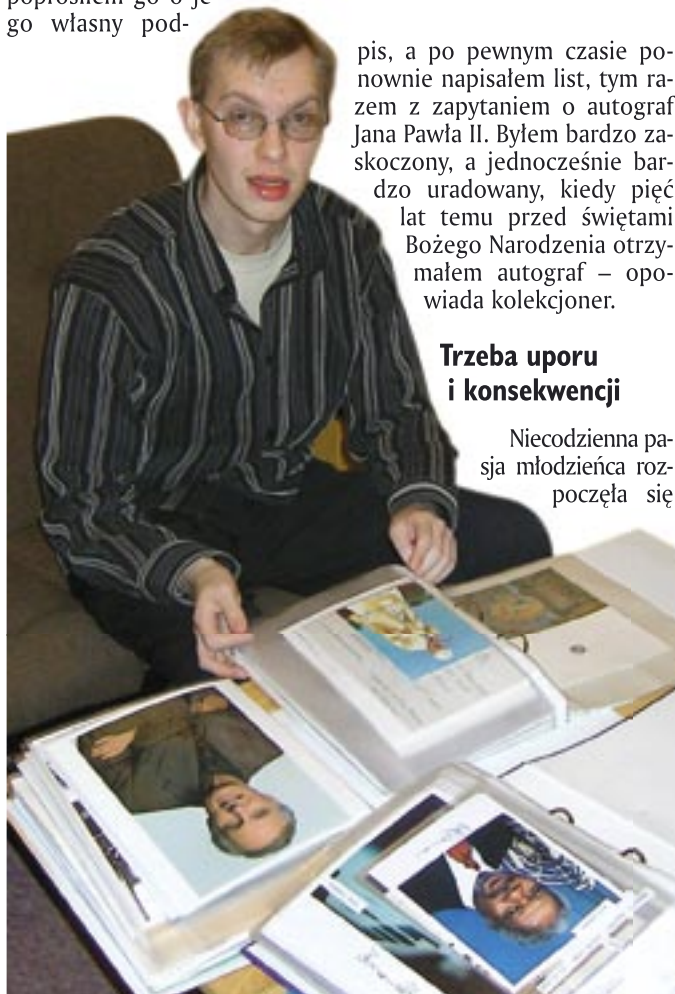 poprosiłem go o je-
go własny pod-
pis, a po pewnym czasie po-
nownie napisałem list, tym ra-
zem z zapytaniem o autograf
Jana Pawła II. Byłem bardzo za-
skoczony, a jednocześnie bar-
dzo uradowany, kiedy pięć
lat temu przed świętami
Bożego Narodzenia otrzy-
małem autograf – opo-
wiada kolekcjoner.
Trzeba uporu
i konsekwencji
Niecodzienna pa-
sja młodzieńca roz-
poczęła się